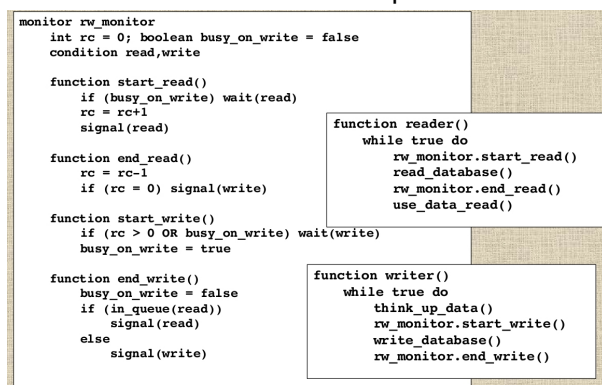 monitor rw_monitor
int rc = 0; boolean busy_on_write = false
condition read,write
function start_read()
if (busy_on_write) wait(read)
rc = rc+1
signal(read)
function end_read()
rc = rc-1
if (rc = 0) signal(write)
function start_write()
if (rc > 0 OR busy_on_write) wait(write)
busy_on_write = true
function end_write()
busy_on_write = false
if (in_queue(read))
signal(read)
else
signal(write)
function reader()
while true do
rw_monitor.start_read()
read_database()
rw_monitor.end_read()
use_data_read()
function writer()
while true do
think_up_data()
rw_monitor.start_write()
write_database()
rw_monitor.end_write()